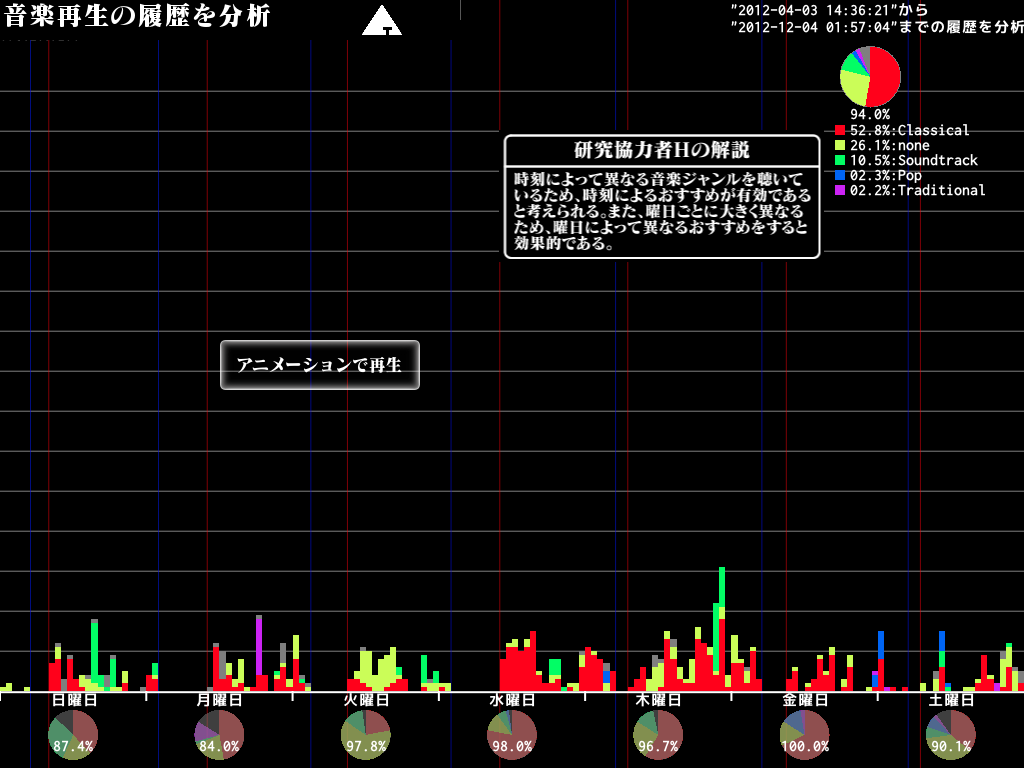 音楽再生の履歴を分析
T
"2012-04-03 14:36:21"から
"2012-12-04 01:57:04"までの履歴を分析
94.0%
52.8%:Classical
26.1%:none
10.5%:Soundtrack
02.3%:Pop
02.2%:Traditional
研究協力者Hの解説
時刻によって異なる音楽ジャンルを聴いて
いるため、時刻によるおすすめが有効である
と考えられる。また、曜日ごとに大きく異なる
ため、曜日によって異なるおすすめをすると
効果的である。
アニメーションで再生
日曜日 月曜日 火曜日 水曜日 木曜日 金曜日 土曜日
87.4% 84.0% 97.8% 98.0% 96.7% 100.0% 90.1%